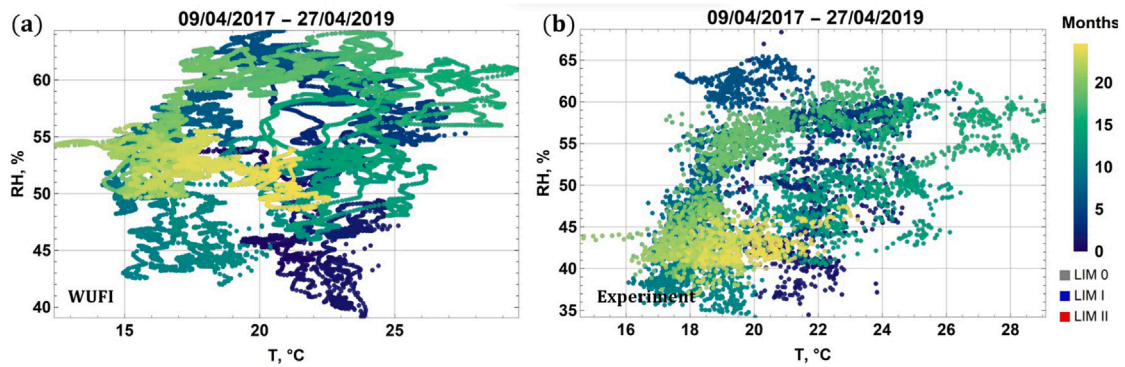 (a)
09/04/2017 – 27/04/2019
RH, %
60
55
50
45
40
WUFI
15
20
25
T, °C
(b)
09/04/2017 – 27/04/2019
RH, %
65
60
55
50
45
40
35
Experiment
16
18
20
22
24
26
28
T, °C
Months
20
15
10
5
0
LIM 0
LIM I
LIM II